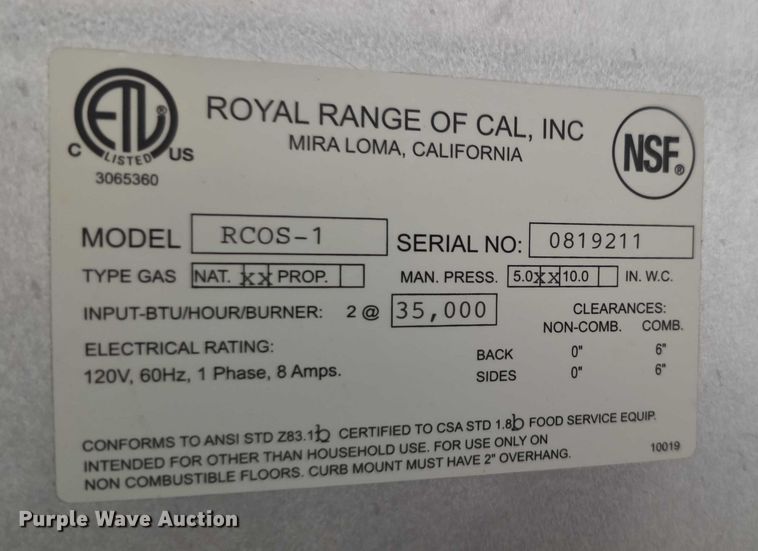 ETL®
C LISTED US
3065360
ROYAL RANGE OF CAL, INC
MIRA LOMA, CALIFORNIA
NSF®
MODEL RCOS-1 SERIAL NO: 0819211
TYPE GAS NAT. xx PROP. MAN. PRESS. 5.0 xx 10.0 IN. W.C.
INPUT-BTU/HOUR/BURNER: 2 @ 35,000
CLEARANCES:
NON-COMB. COMB.
BACK 0" 6"
SIDES 0" 6"
ELECTRICAL RATING:
120V, 60Hz, 1 Phase, 8 Amps.
CONFORMS TO ANSI STD Z83.1b CERTIFIED TO CSA STD 1.8b FOOD SERVICE EQUIP.
INTENDED FOR OTHER THAN HOUSEHOLD USE. FOR USE ONLY ON
NON COMBUSTIBLE FLOORS. CURB MOUNT MUST HAVE 2" OVERHANG.
10019
Purple Wave Auction